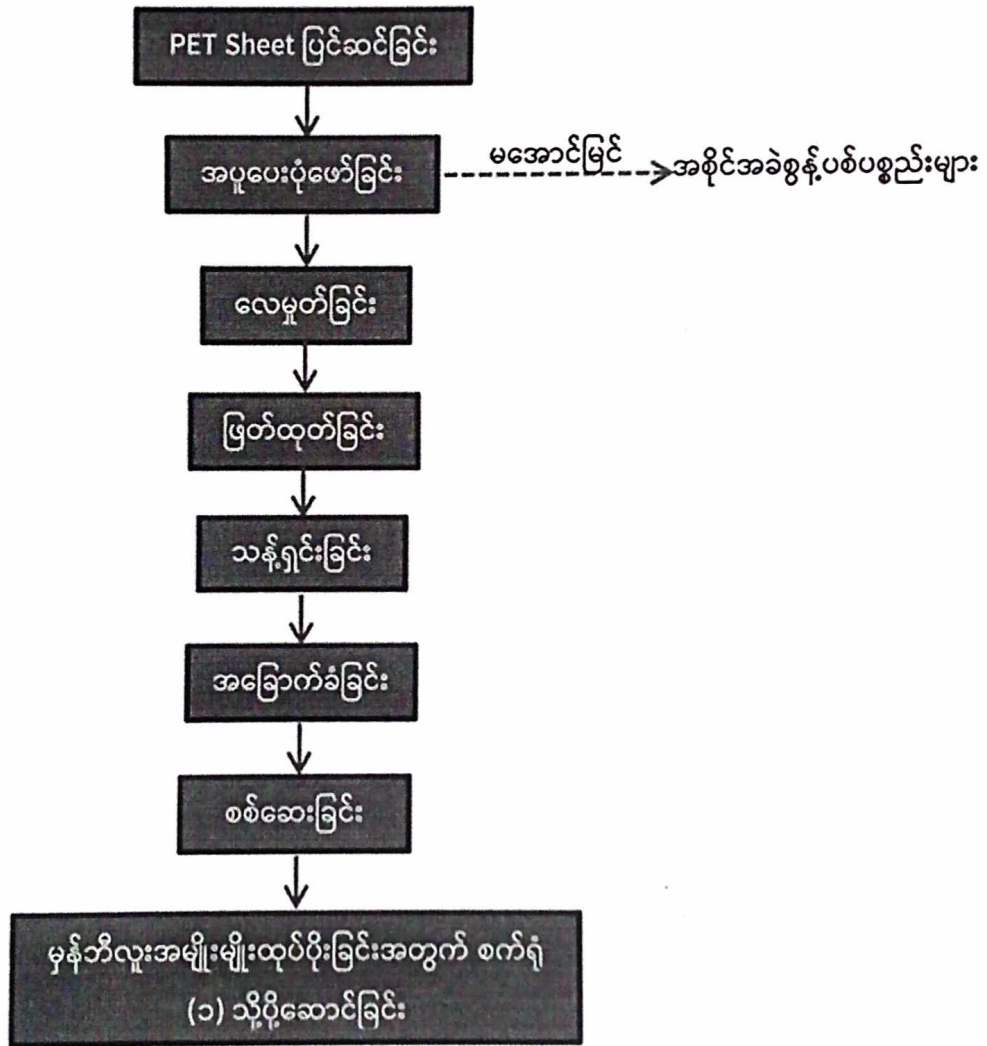 PET Sheet ပြင်ဆင်ခြင်း
အပူပေးပုံဖော်ခြင်း
မအောင်မြင်
အစိုင်အခဲစွန့်ပစ်ပစ္စည်းများ
လေမှုတ်ခြင်း
ဖြတ်ထုတ်ခြင်း
သန့်ရှင်းခြင်း
အခြောက်ခံခြင်း
စစ်ဆေးခြင်း
မှန်ဘီလူးအမျိုးမျိုးထုပ်ပိုးခြင်းအတွက် စက်ရုံ
(၁) သို့ပို့ဆောင်ခြင်း